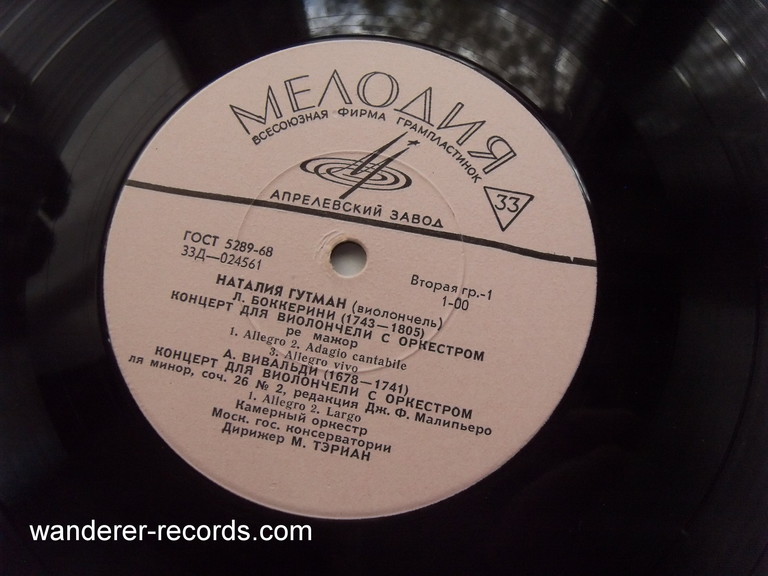 МЕЛОДИЯ
ВСЕСОЮЗНАЯ ФИРМА ГРАМПЛАСТИНОК
33
АПРЕЛЕВСКИЙ ЗАВОД
ГОСТ 5289-68
33Д—024561
Вторая гр.-1
1-00
НАТАЛИЯ ГУТМАН (виолончель)
Л. БОККЕРИНИ (1743—1805)
КОНЦЕРТ ДЛЯ ВИОЛОНЧЕЛИ С ОРКЕСТРОМ
ре мажор
1. Allegro 2. Adagio cantabile
3. Allegro vivo
А. ВИВАЛЬДИ (1678—1741)
КОНЦЕРТ ДЛЯ ВИОЛОНЧЕЛИ С ОРКЕСТРОМ
ля минор, соч. 26 № 2, редакция Дж. Ф. Малипьеро
1. Allegro 2. Largo
Камерный оркестр
Моск. гос. консерватории
Дирижер М. ТЭРИАН
wanderer-records.com